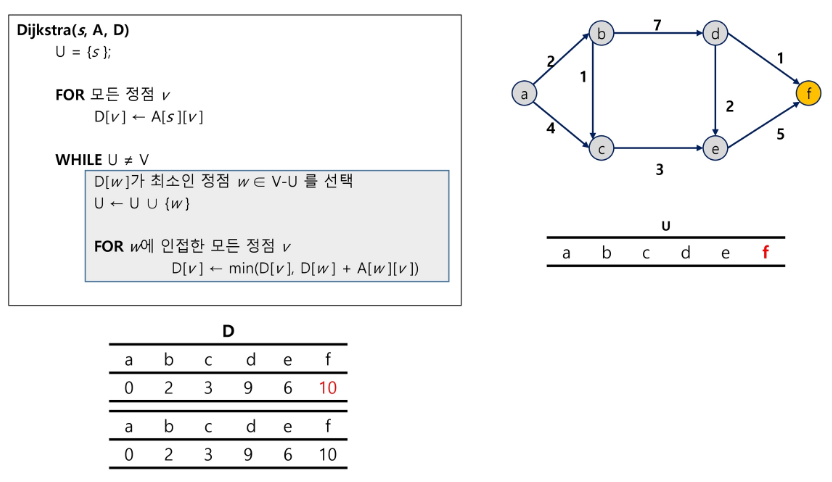 Dijkstra(s, A, D)
U = {s };
FOR 모든 정점 v
D[v] ← A[s][v]
WHILE U ≠ V
D[w]가 최소인 정점 w ∈ V-U 를 선택
U ← U ∪ {w}
FOR w에 인접한 모든 정점 v
D[v] ← min(D[v], D[w] + A[w][v])
b 7 d
2 1 1
a f
4 2 5
c 3 e
U
a b c d e f
D
a b c d e f
0 2 3 9 6 10
a b c d e f
0 2 3 9 6 10